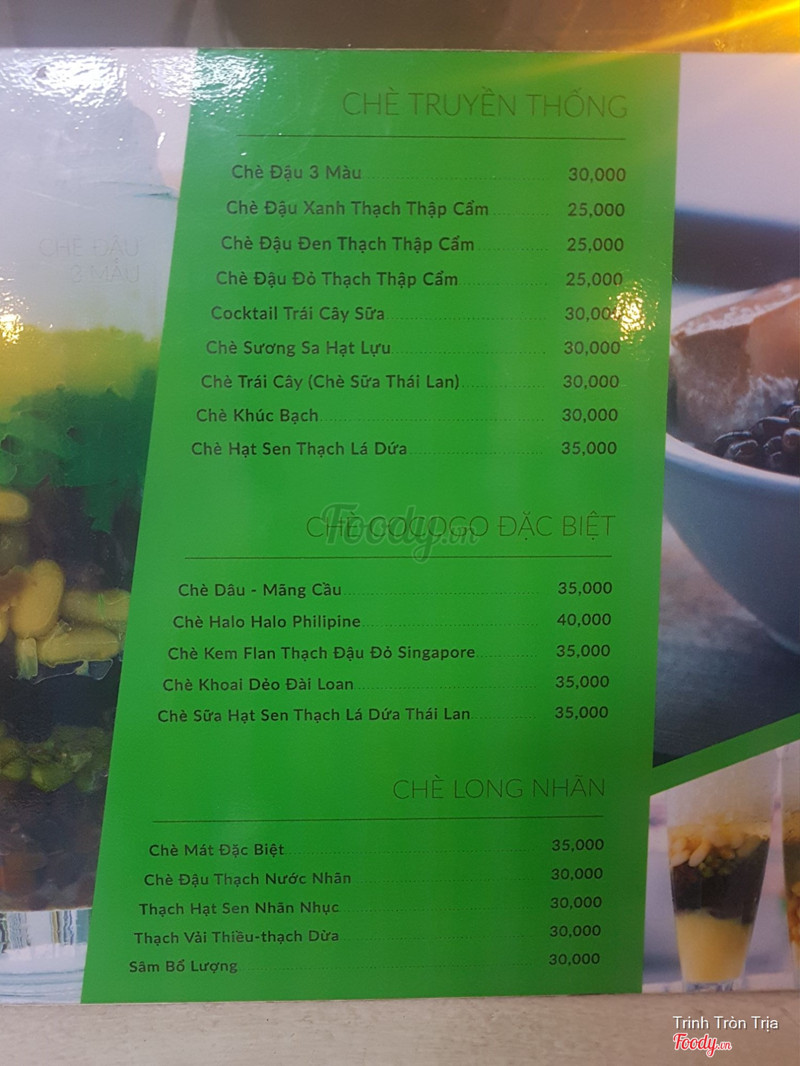 CHÈ TRUYỀN THỐNG
Chè Đậu 3 Màu 30,000
Chè Đậu Xanh Thạch Thập Cẩm 25,000
Chè Đậu Đen Thạch Thập Cẩm 25,000
Chè Đậu Đỏ Thạch Thập Cẩm 25,000
Cocktail Trái Cây Sữa 30,000
Chè Sương Sa Hạt Lựu 30,000
Chè Trái Cây (Chè Sữa Thái Lan) 30,000
Chè Khúc Bạch 30,000
Chè Hạt Sen Thạch Lá Dứa 35,000
CHÈ ĐẬU
3 MÀU
CHÈ GOCOGO ĐẶC BIỆT
Foody.vn
Chè Dâu - Mãng Cầu 35,000
Chè Halo Halo Philipine 40,000
Chè Kem Flan Thạch Đậu Đỏ Singapore 35,000
Chè Khoai Dẻo Đài Loan 35,000
Chè Sữa Hạt Sen Thạch Lá Dứa Thái Lan 35,000
CHÈ LONG NHÃN
Chè Mát Đặc Biệt 35,000
Chè Đậu Thạch Nước Nhãn 30,000
Thạch Hạt Sen Nhãn Nhục 30,000
Thạch Vải Thiều-thạch Dừa 30,000
Sâm Bổ Lượng 30,000
Trinh Tròn Trịa
Foody.vn